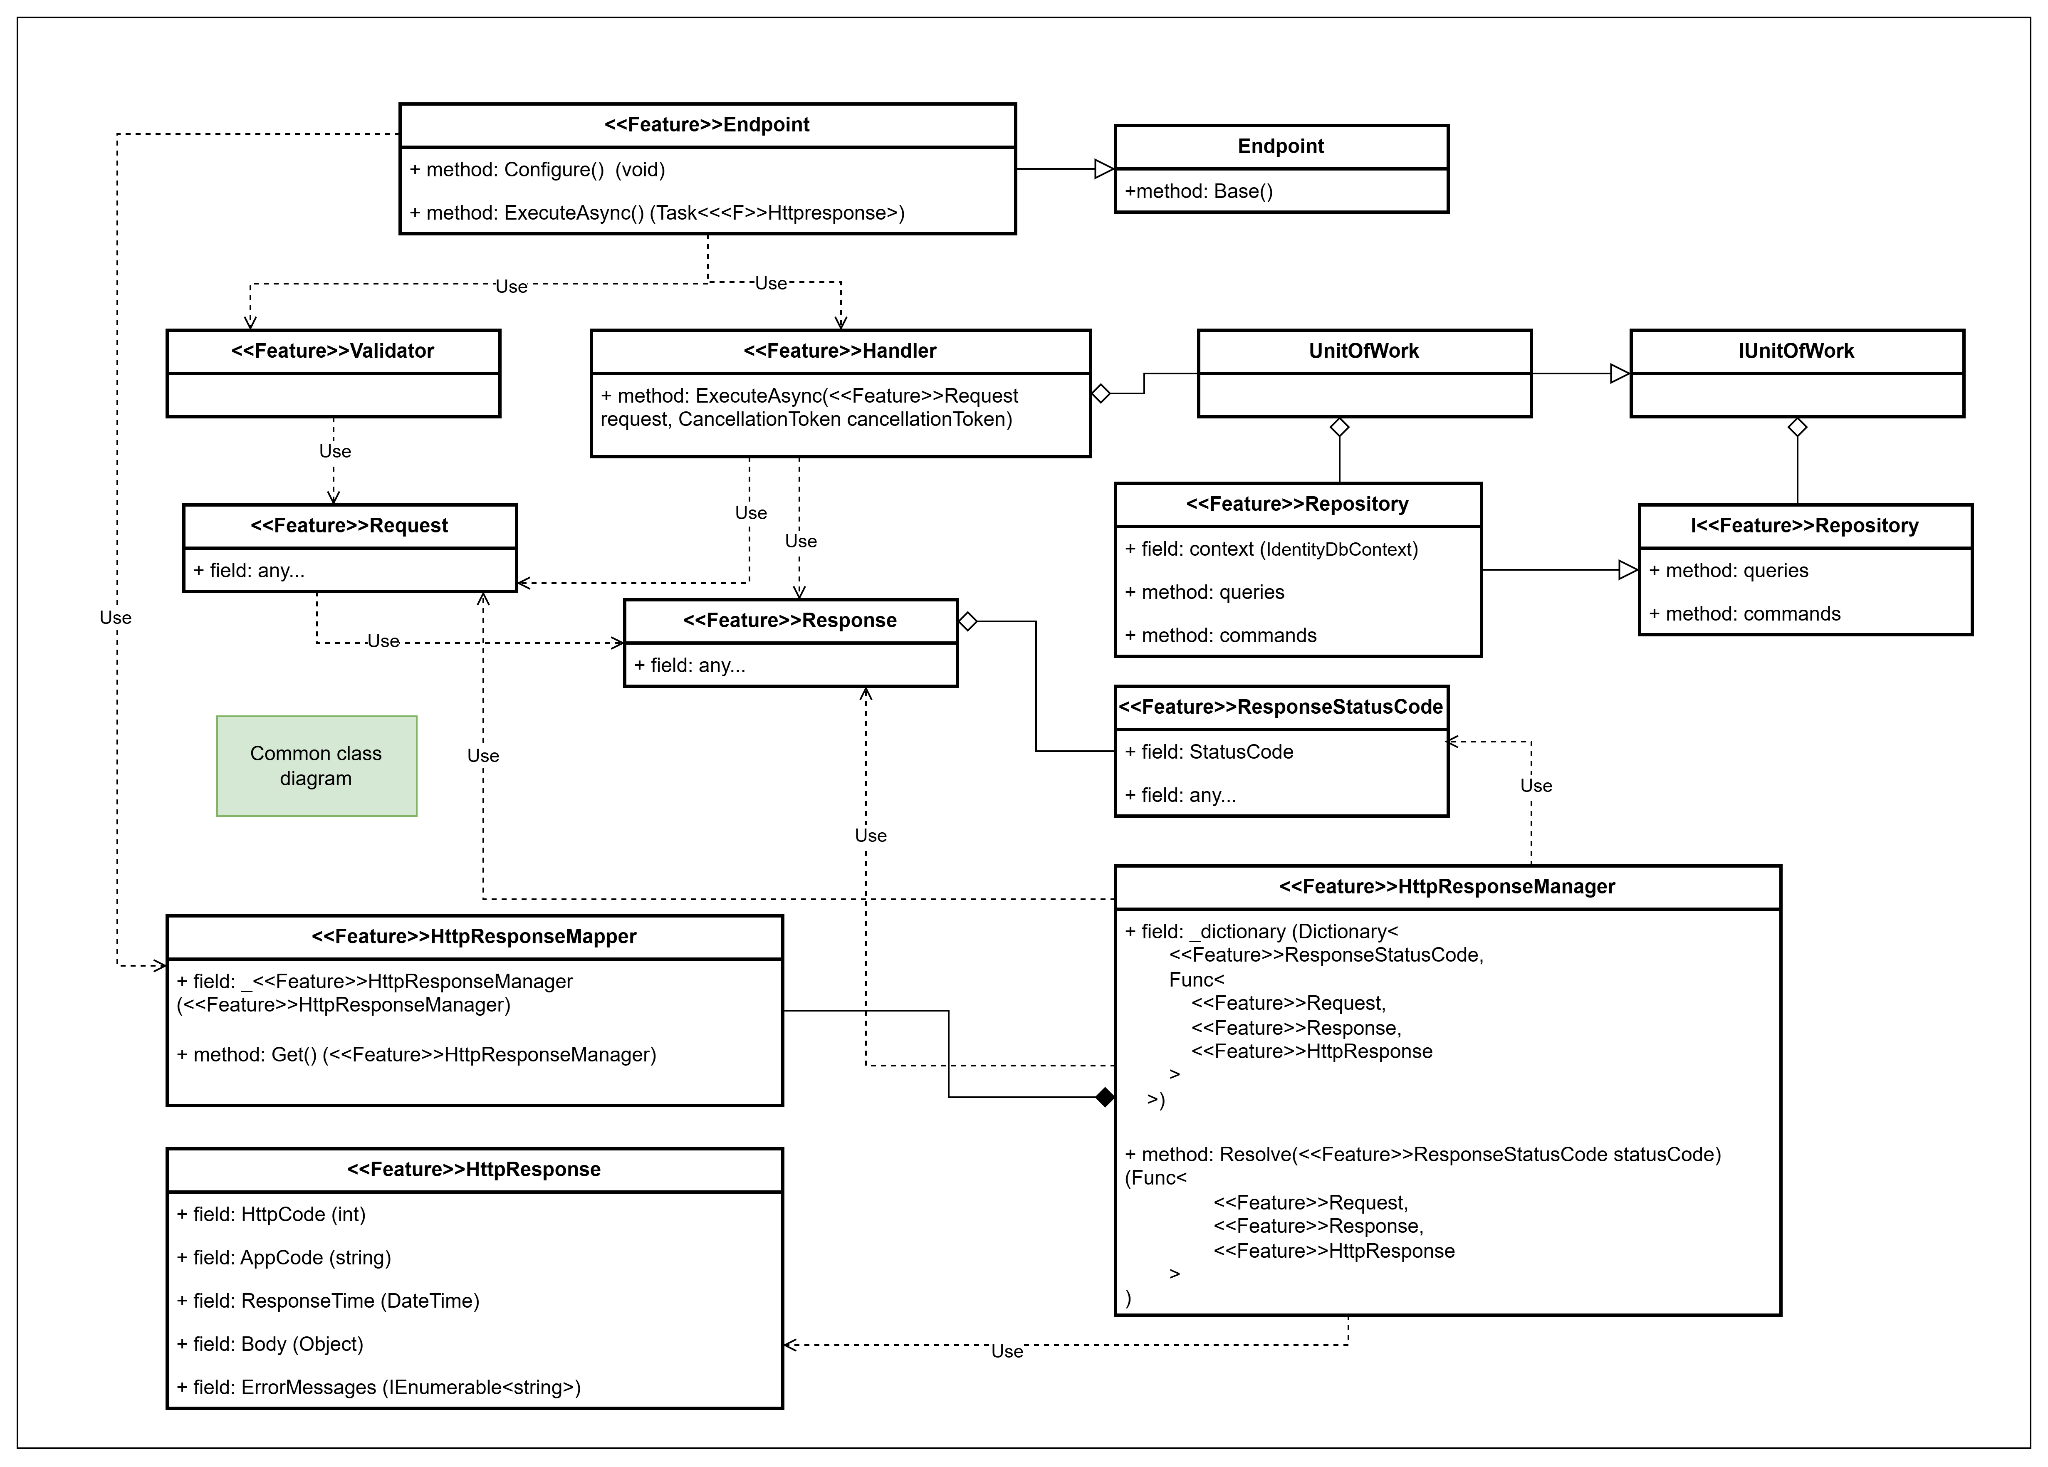 <<Feature>>Endpoint
+ method: Configure()  (void)
+ method: ExecuteAsync() (Task<<<F>>Httpresponse>)
Endpoint
+method: Base()
Use
Use
<<Feature>>Validator
<<Feature>>Handler
+ method: ExecuteAsync(<<Feature>>Request
request, CancellationToken cancellationToken)
UnitOfWork
IUnitOfWork
Use
<<Feature>>Request
+ field: any...
Use
Use
<<Feature>>Repository
+ field: context (IdentityDbContext)
+ method: queries
+ method: commands
I<<Feature>>Repository
+ method: queries
+ method: commands
Use
Use
<<Feature>>Response
+ field: any...
<<Feature>>ResponseStatusCode
+ field: StatusCode
+ field: any...
Common class
diagram
Use
Use
Use
<<Feature>>HttpResponseManager
+ field: _dictionary (Dictionary<
<<Feature>>ResponseStatusCode,
Func<
<<Feature>>Request,
<<Feature>>Response,
<<Feature>>HttpResponse
>
>)
+ method: Resolve(<<Feature>>ResponseStatusCode statusCode)
(Func<
<<Feature>>Request,
<<Feature>>Response,
<<Feature>>HttpResponse
>
)
<<Feature>>HttpResponseMapper
+ field: _<<Feature>>HttpResponseManager
(<<Feature>>HttpResponseManager)
+ method: Get() (<<Feature>>HttpResponseManager)
<<Feature>>HttpResponse
+ field: HttpCode (int)
+ field: AppCode (string)
+ field: ResponseTime (DateTime)
+ field: Body (Object)
+ field: ErrorMessages (IEnumerable<string>)
Use